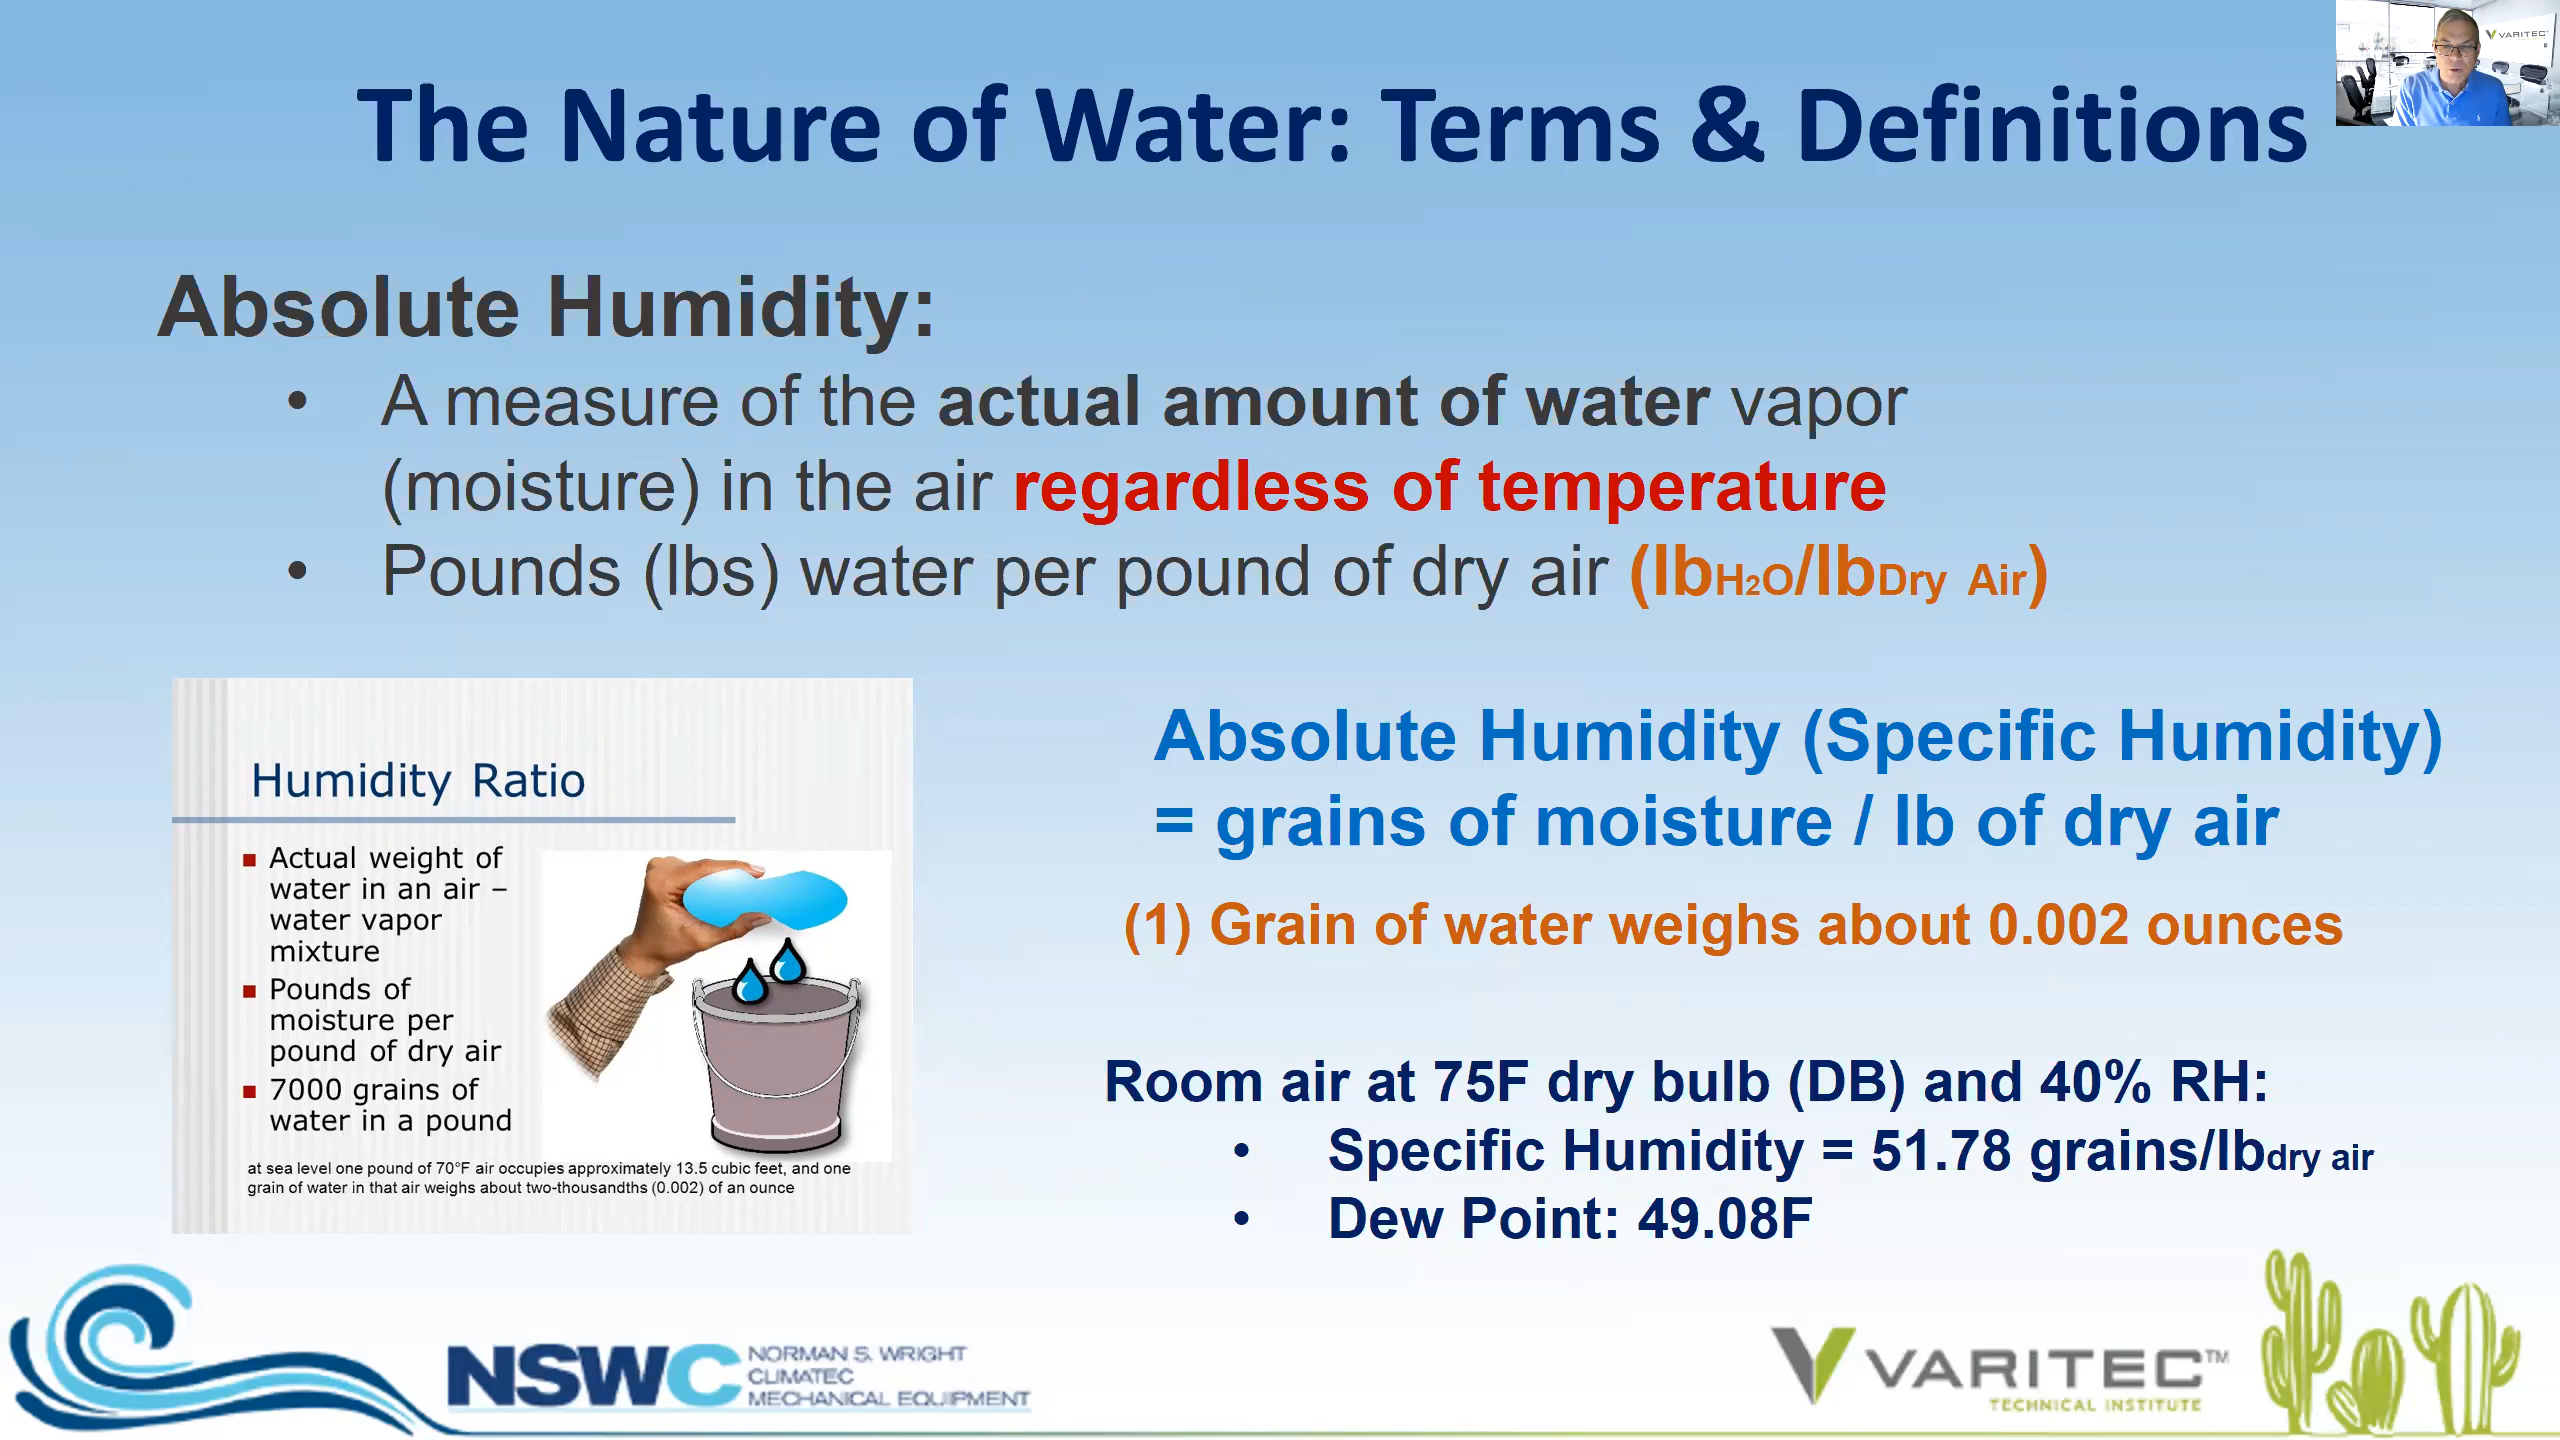 The Nature of Water: Terms & Definitions
VARITEC
Absolute Humidity:
• A measure of the actual amount of water vapor
(moisture) in the air regardless of temperature
• Pounds (lbs) water per pound of dry air (lbH₂O/lbDry Air)
Humidity Ratio
Actual weight of
water in an air –
water vapor
mixture
Pounds of
moisture per
pound of dry air
7000 grains of
water in a pound
at sea level one pound of 70°F air occupies approximately 13.5 cubic feet, and one
grain of water in that air weighs about two-thousandths (0.002) of an ounce
Absolute Humidity (Specific Humidity)
= grains of moisture / lb of dry air
(1) Grain of water weighs about 0.002 ounces
Room air at 75F dry bulb (DB) and 40% RH:
• Specific Humidity = 51.78 grains/lbdry air
• Dew Point: 49.08F
NSWC
NORMAN S. WRIGHT
CLIMATEC
MECHANICAL EQUIPMENT
VARITEC™
TECHNICAL INSTITUTE